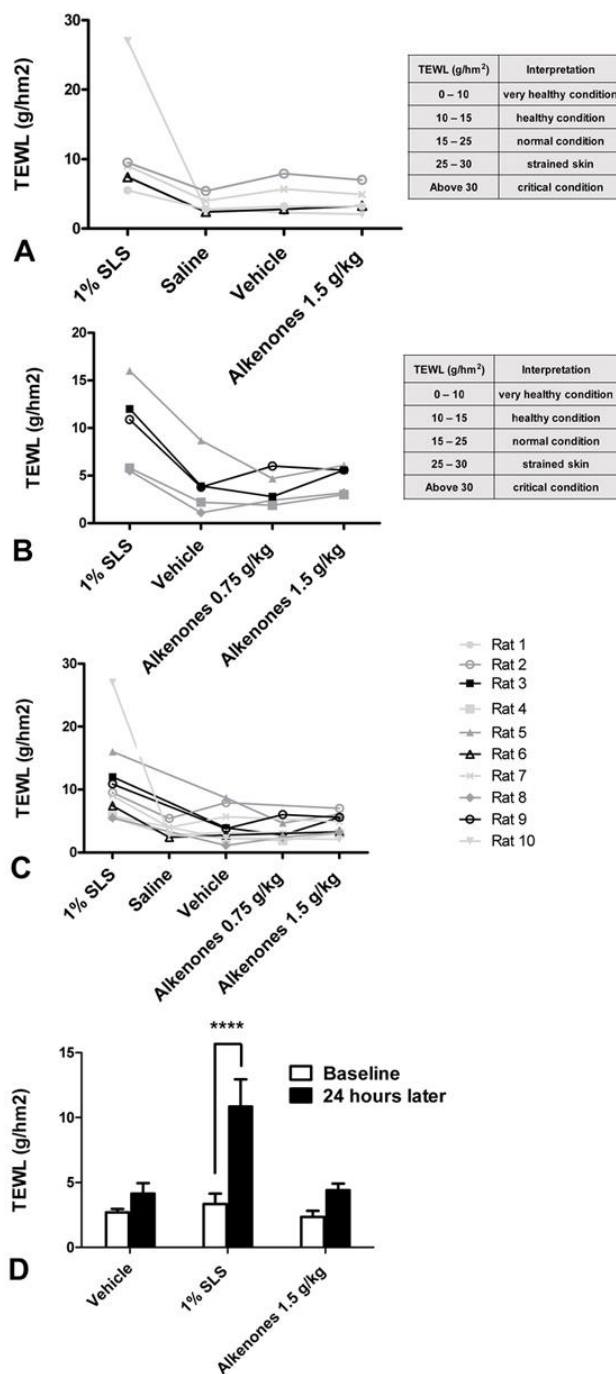 30
20
10
0
TEWL (g/hm2)
1% SLS
Saline
Vehicle
Alkenones 1.5 g/kg
A
TEWL (g/hm²) Interpretation
0 – 10 very healthy condition
10 – 15 healthy condition
15 – 25 normal condition
25 – 30 strained skin
Above 30 critical condition
20
15
10
5
0
TEWL (g/hm2)
1% SLS
Vehicle
Alkenones 0.75 g/kg
Alkenones 1.5 g/kg
B
TEWL (g/hm²) Interpretation
0 – 10 very healthy condition
10 – 15 healthy condition
15 – 25 normal condition
25 – 30 strained skin
Above 30 critical condition
30
20
10
0
TEWL (g/hm2)
1% SLS
Saline
Vehicle
Alkenones 0.75 g/kg
Alkenones 1.5 g/kg
C
Rat 1
Rat 2
Rat 3
Rat 4
Rat 5
Rat 6
Rat 7
Rat 8
Rat 9
Rat 10
15
10
5
0
TEWL (g/hm2)
****
Baseline
24 hours later
Vehicle
1% SLS
Alkenones 1.5 g/kg
D